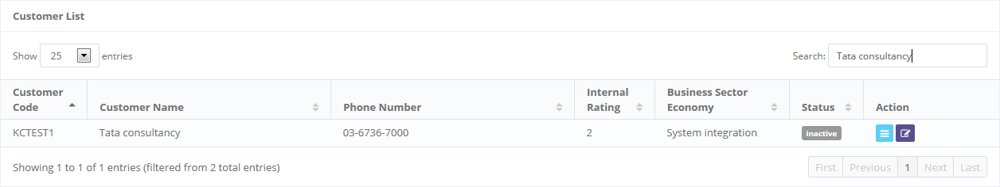 Customer List
Show 25 entries
Search: Tata consultancy
Customer Code
Customer Name
Phone Number
Internal Rating
Business Sector Economy
Status
Action
KCTEST1 Tata consultancy 03-6736-7000 2 System integration inactive
Showing 1 to 1 of 1 entries (filtered from 2 total entries)
First Previous 1 Next Last